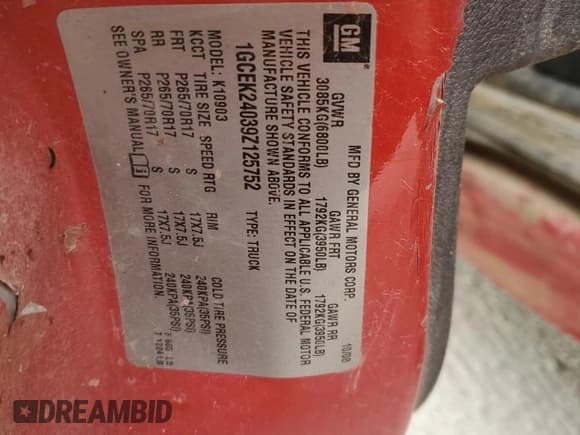 GM
MFD BY GENERAL MOTORS CORP. 10/08
GVWR GAWR FRT GAWR RR
3085KG(6800LB) 1792KG(3950LB) 1792KG(3950LB)
THIS VEHICLE CONFORMS TO ALL APPLICABLE U.S. FEDERAL MOTOR
VEHICLE SAFETY STANDARDS IN EFFECT ON THE DATE OF
MANUFACTURE SHOWN ABOVE.
1GCEK24039Z125752 TYPE: TRUCK
MODEL: K10903
KCCT TIRE SIZE SPEED RTG RIM COLD TIRE PRESSURE
FRT P265/70R17 S 17X7.5J 240KPA(35PSI)
RR P265/70R17 S 17X7.5J 240KPA(35PSI)
SPA P265/70R17 S 17X7.5J 240KPA(35PSI)
SEE OWNER'S MANUAL i FOR MORE INFORMATION.
DREAMBID